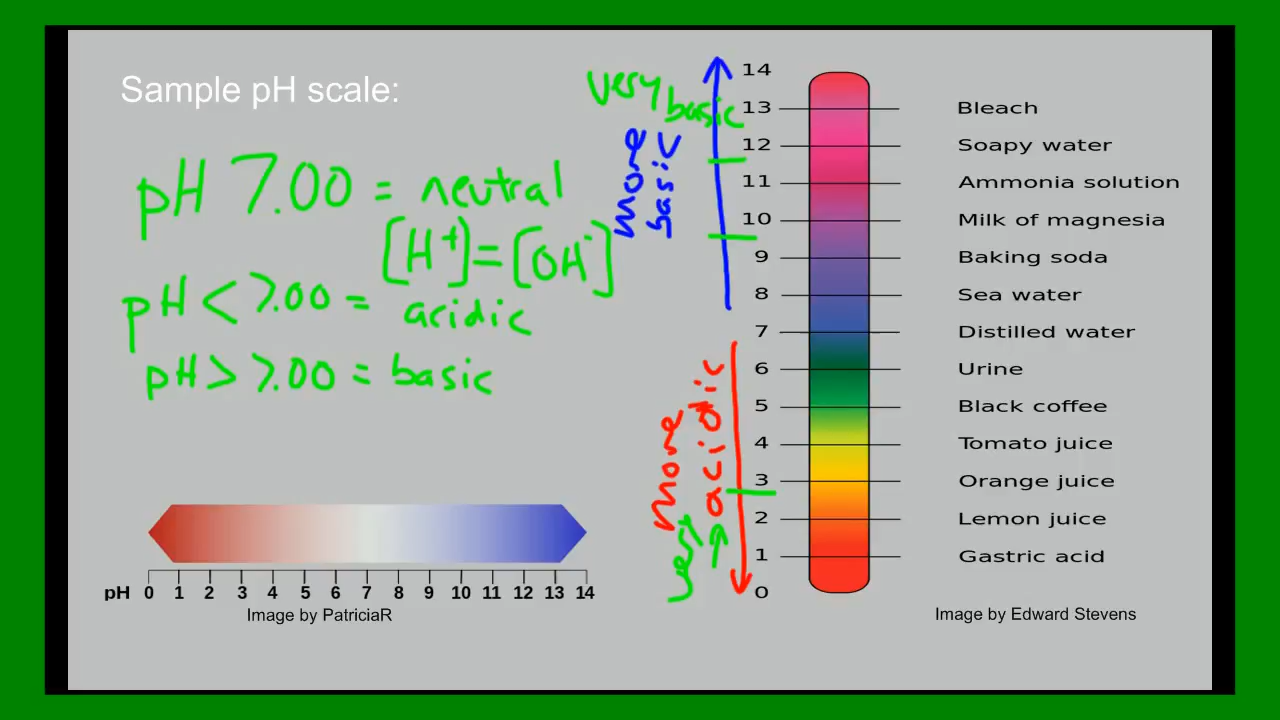 Sample pH scale:
pH 7.00 = neutral
[H+] = [OH-]
pH < 7.00 = acidic
pH > 7.00 = basic
pH 0 1 2 3 4 5 6 7 8 9 10 11 12 13 14
Image by PatriciaR
very basic
more basic
more acidic
very
14
13 Bleach
12 Soapy water
11 Ammonia solution
10 Milk of magnesia
9 Baking soda
8 Sea water
7 Distilled water
6 Urine
5 Black coffee
4 Tomato juice
3 Orange juice
2 Lemon juice
1 Gastric acid
0
Image by Edward Stevens